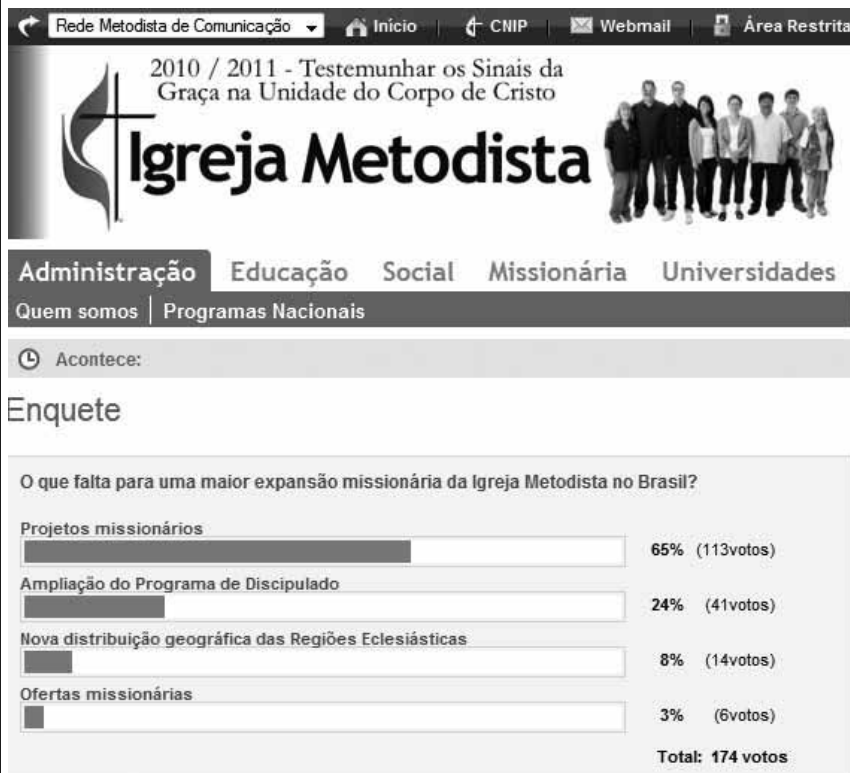 Rede Metodista de Comunicação Início CNIP Webmail Área Restrita
2010 / 2011 - Testemunhar os Sinais da
Graça na Unidade do Corpo de Cristo
Igreja Metodista
Administração Educação Social Missionária Universidades
Quem somos Programas Nacionais
Acontece:
Enquete
O que falta para uma maior expansão missionária da Igreja Metodista no Brasil?
Projetos missionários
65% (113votos)
Ampliação do Programa de Discipulado
24% (41votos)
Nova distribuição geográfica das Regiões Eclesiásticas
8% (14votos)
Ofertas missionárias
3% (6votos)
Total: 174 votos